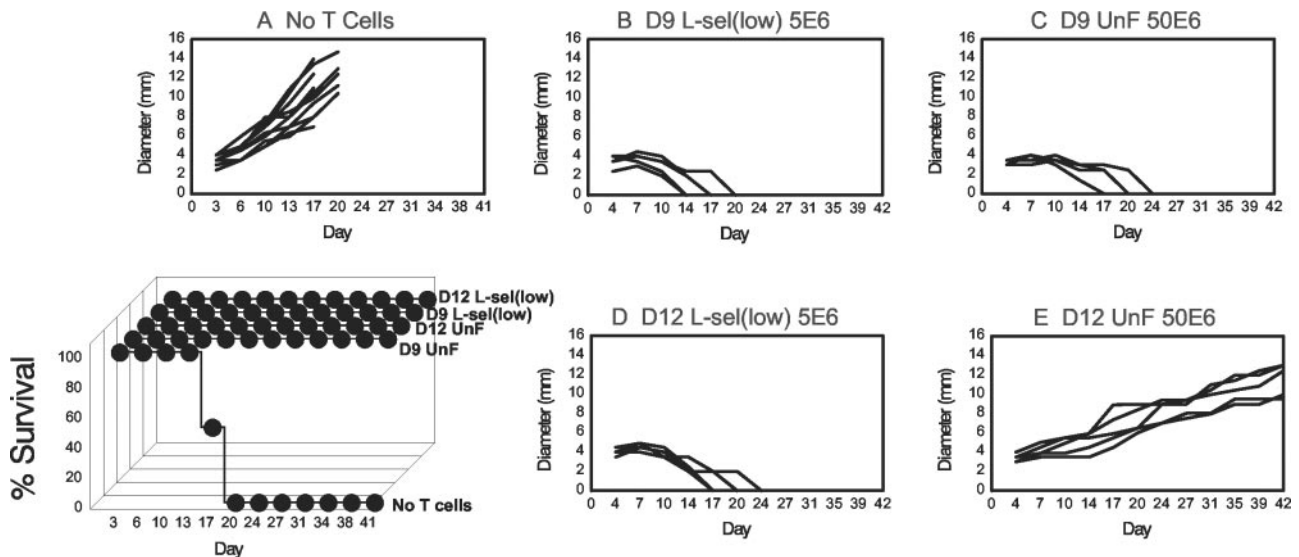 A No T Cells
16
14
12
10
8
6
4
2
0
Diameter (mm)
0 3 6 10 13 17 20 24 27 31 34 38 41
Day
B D9 L-sel(low) 5E6
16
14
12
10
8
6
4
2
0
Diameter (mm)
0 4 7 10 14 17 20 24 27 31 35 39 42
Day
C D9 UnF 50E6
16
14
12
10
8
6
4
2
0
Diameter (mm)
0 4 7 10 14 17 20 24 27 31 35 39 42
Day
D12 L-sel(low)
D9 L-sel(low)
D12 UnF
D9 UnF
No T cells
% Survival
100
80
60
40
20
0
3 6 10 13 17 20 24 27 31 34 38 41
Day
D D12 L-sel(low) 5E6
16
14
12
10
8
6
4
2
0
Diameter (mm)
0 4 7 10 14 17 20 24 27 31 35 39 42
Day
E D12 UnF 50E6
16
14
12
10
8
6
4
2
0
Diameter (mm)
0 4 7 10 14 17 20 24 27 31 35 39 42
Day